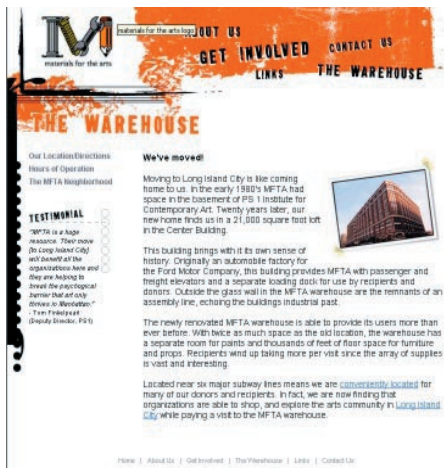 materials for the arts logo
ABOUT US
GET INVOLVED
CONTACT US
materials for the arts
LINKS
THE WAREHOUSE
THE WAREHOUSE
Our Location/Directions
Hours of Operation
The MFTA Neighborhood
TESTIMONIAL
"MFTA is a huge
resource. Their move
[to Long Island City]
will benefit all the
organizations here and
they are helping to
break the psychogical
barrier that art only
thrives in Manhattan."
- Tom Finkelpearl
(Deputy Director, PS1)
We've moved!
Moving to Long Island City is like coming
home to us. In the early 1980's MFTA had
space in the basement of PS 1 Institute for
Contemporary Art. Twenty years later, our
new home finds us in a 21,000 square foot loft
in the Center Building.
This building brings with it its own sense of
history. Originally an automobile factory for
the Ford Motor Company, this building provides MFTA with passenger and
freight elevators and a separate loading dock for use by recipients and
donors. Outside the glass wall in the MFTA warehouse are the remnants of an
assembly line, echoing the buildings industrial past.
The newly renovated MFTA warehouse is able to provide its users more than
ever before. With twice as much space as the old location, the warehouse has
a separate room for paints and thousands of feet of floor space for furniture
and props. Recipients wind up taking more per visit since the array of supplies
is vast and interesting.
Located near six major subway lines means we are conveniently located for
many of our donors and recipients. In fact, we are now finding that
organizations are able to shop, and explore the arts community in Long Island
City while paying a visit to the MFTA warehouse.
Home | About Us | Get Involved | The Warehouse | Links | Contact Us